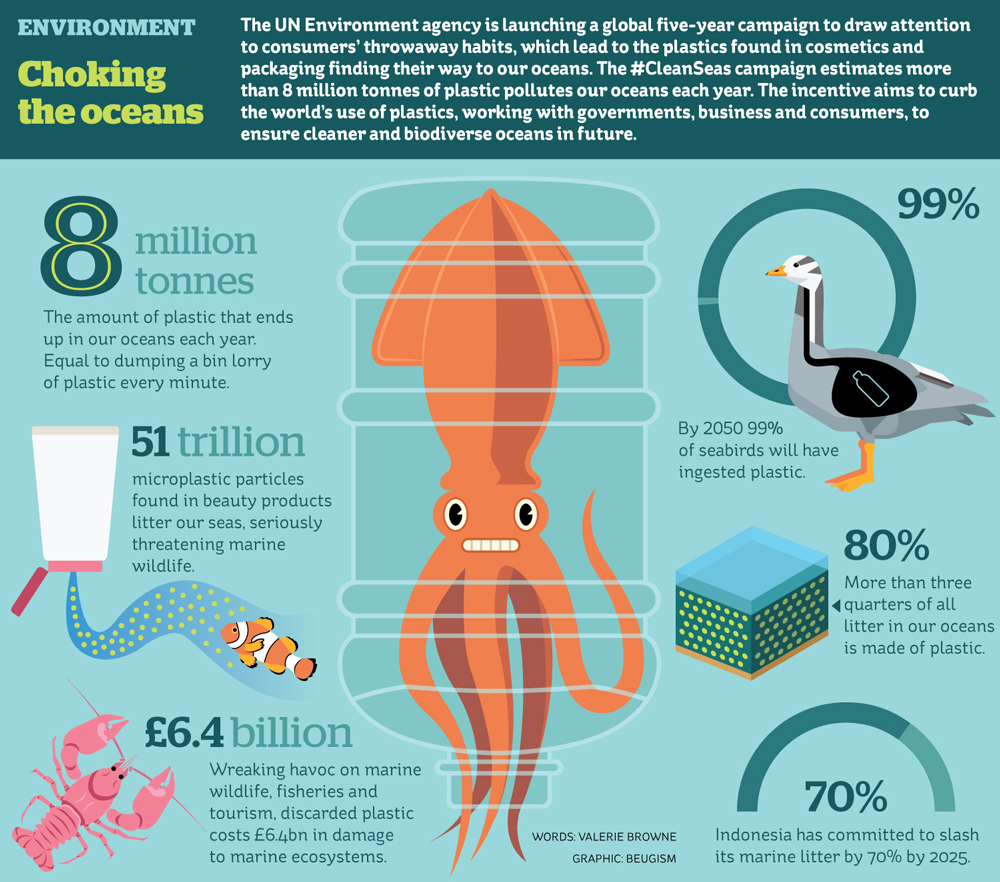 ENVIRONMENT
Choking
the oceans
The UN Environment agency is launching a global five-year campaign to draw attention
to consumers’ throwaway habits, which lead to the plastics found in cosmetics and
packaging finding their way to our oceans. The #CleanSeas campaign estimates more
than 8 million tonnes of plastic pollutes our oceans each year. The incentive aims to curb
the world’s use of plastics, working with governments, business and consumers, to
ensure cleaner and biodiverse oceans in future.
8 million
tonnes
The amount of plastic that ends
up in our oceans each year.
Equal to dumping a bin lorry
of plastic every minute.
51 trillion
microplastic particles
found in beauty products
litter our seas, seriously
threatening marine
wildlife.
£6.4 billion
Wreaking havoc on marine
wildlife, fisheries and
tourism, discarded plastic
costs £6.4bn in damage
to marine ecosystems.
99%
By 2050 99%
of seabirds will have
ingested plastic.
80%
More than three
quarters of all
litter in our oceans
is made of plastic.
70%
Indonesia has committed to slash
its marine litter by 70% by 2025.
WORDS: VALERIE BROWNE
GRAPHIC: BEUGISM